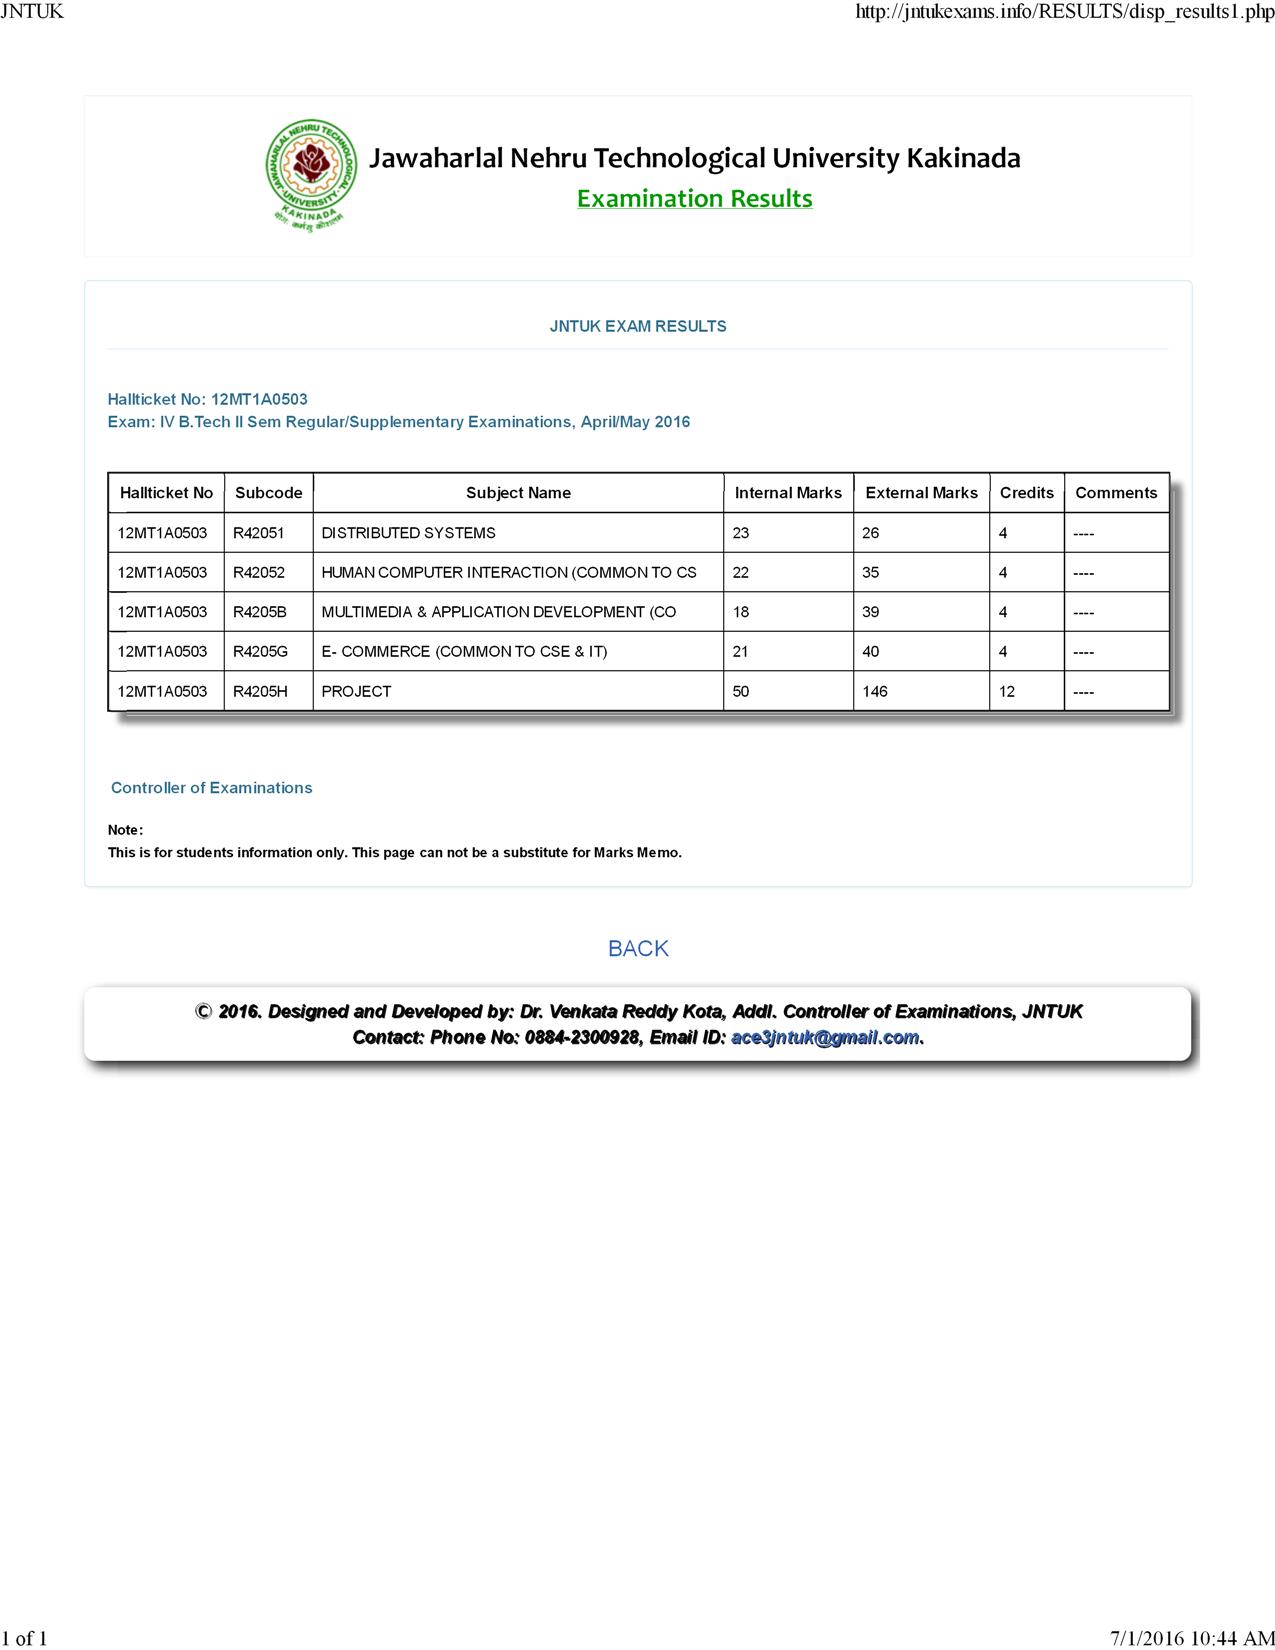 JNTUK http://jntukexams.info/RESULTS/disp_results1.php
JAWAHARLAL NEHRU TECHNOLOGICAL UNIVERSITY
KAKINADA
Jawaharlal Nehru Technological University Kakinada
Examination Results
JNTUK EXAM RESULTS
Hallticket No: 12MT1A0503
Exam: IV B.Tech II Sem Regular/Supplementary Examinations, April/May 2016
Hallticket No Subcode Subject Name Internal Marks External Marks Credits Comments
12MT1A0503 R42051 DISTRIBUTED SYSTEMS 23 26 4 ----
12MT1A0503 R42052 HUMAN COMPUTER INTERACTION (COMMON TO CS 22 35 4 ----
12MT1A0503 R4205B MULTIMEDIA & APPLICATION DEVELOPMENT (CO 18 39 4 ----
12MT1A0503 R4205G E- COMMERCE (COMMON TO CSE & IT) 21 40 4 ----
12MT1A0503 R4205H PROJECT 50 146 12 ----
Controller of Examinations
Note:
This is for students information only. This page can not be a substitute for Marks Memo.
BACK
© 2016. Designed and Developed by: Dr. Venkata Reddy Kota, Addl. Controller of Examinations, JNTUK
Contact: Phone No: 0884-2300928, Email ID: ace3jntuk@gmail.com.
1 of 1 7/1/2016 10:44 AM